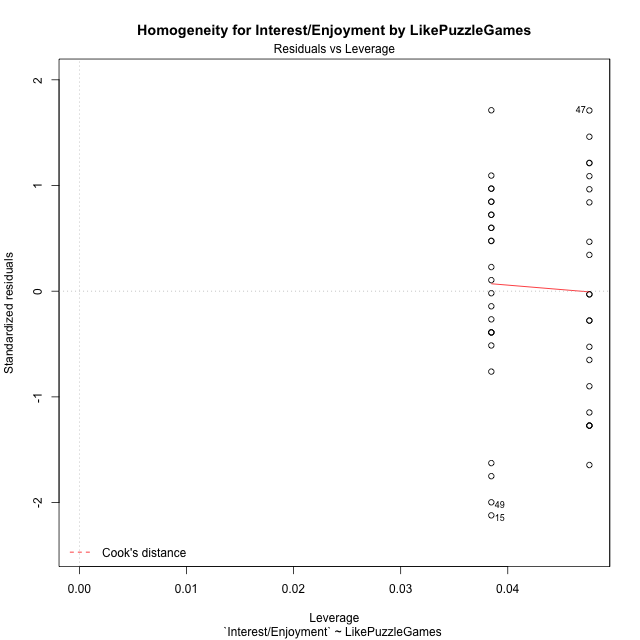 Homogeneity for Interest/Enjoyment by LikePuzzleGames
Residuals vs Leverage
2
1
0
-1
-2
Standardized residuals
47
49
15
Cook's distance
0.00 0.01 0.02 0.03 0.04
Leverage
`Interest/Enjoyment` ~ LikePuzzleGames